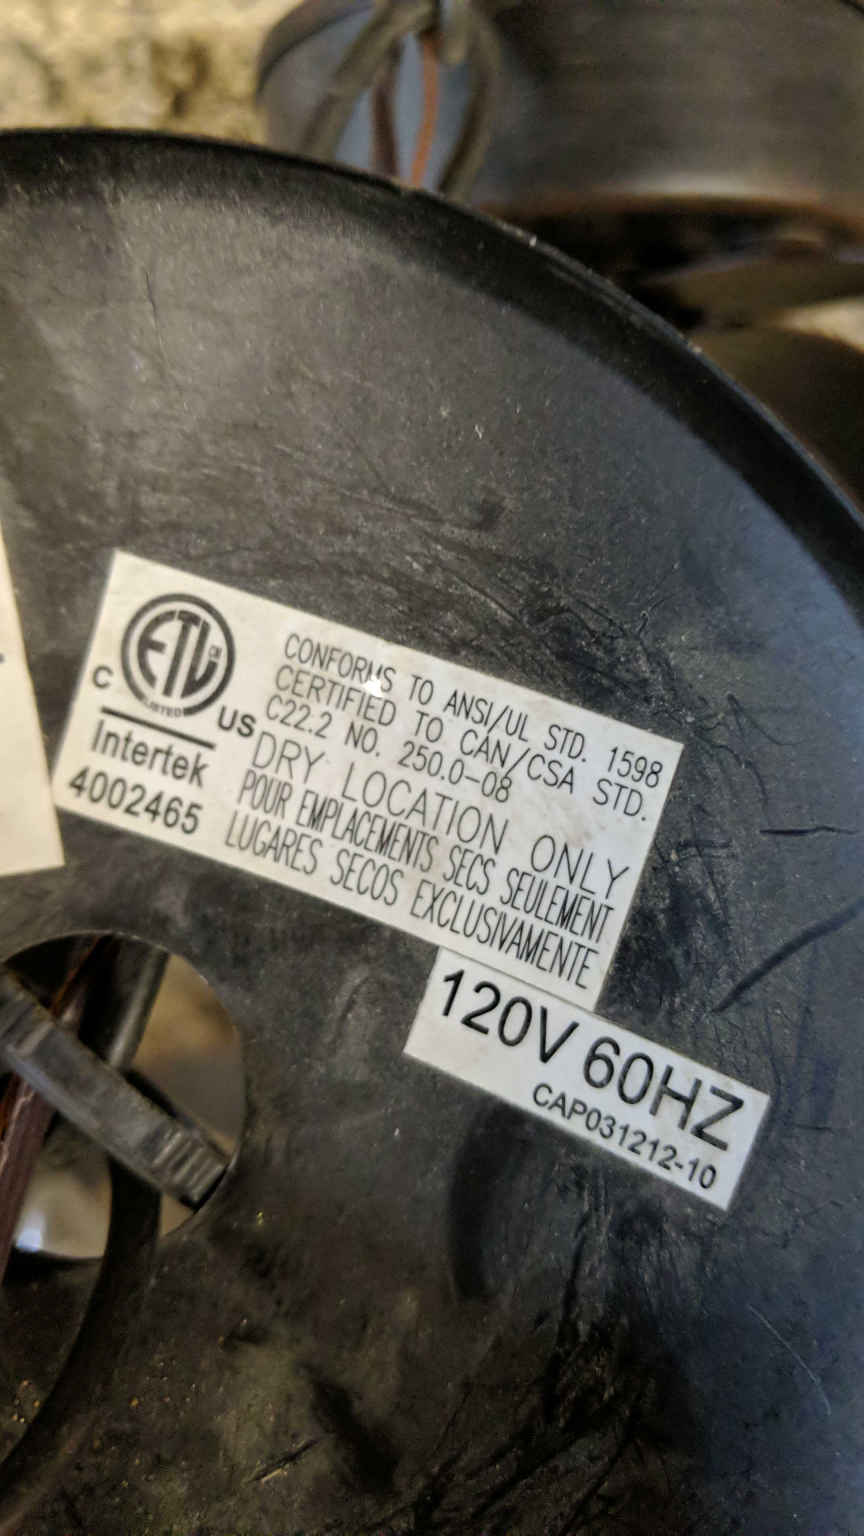 ETL CM
LISTED
C US
Intertek
4002465
CONFORMS TO ANSI/UL STD. 1598
CERTIFIED TO CAN/CSA STD.
C22.2 NO. 250.0-08
DRY LOCATION ONLY
POUR EMPLACEMENTS SECS SEULEMENT
LUGARES SECOS EXCLUSIVAMENTE
120V 60HZ
CAP031212-10